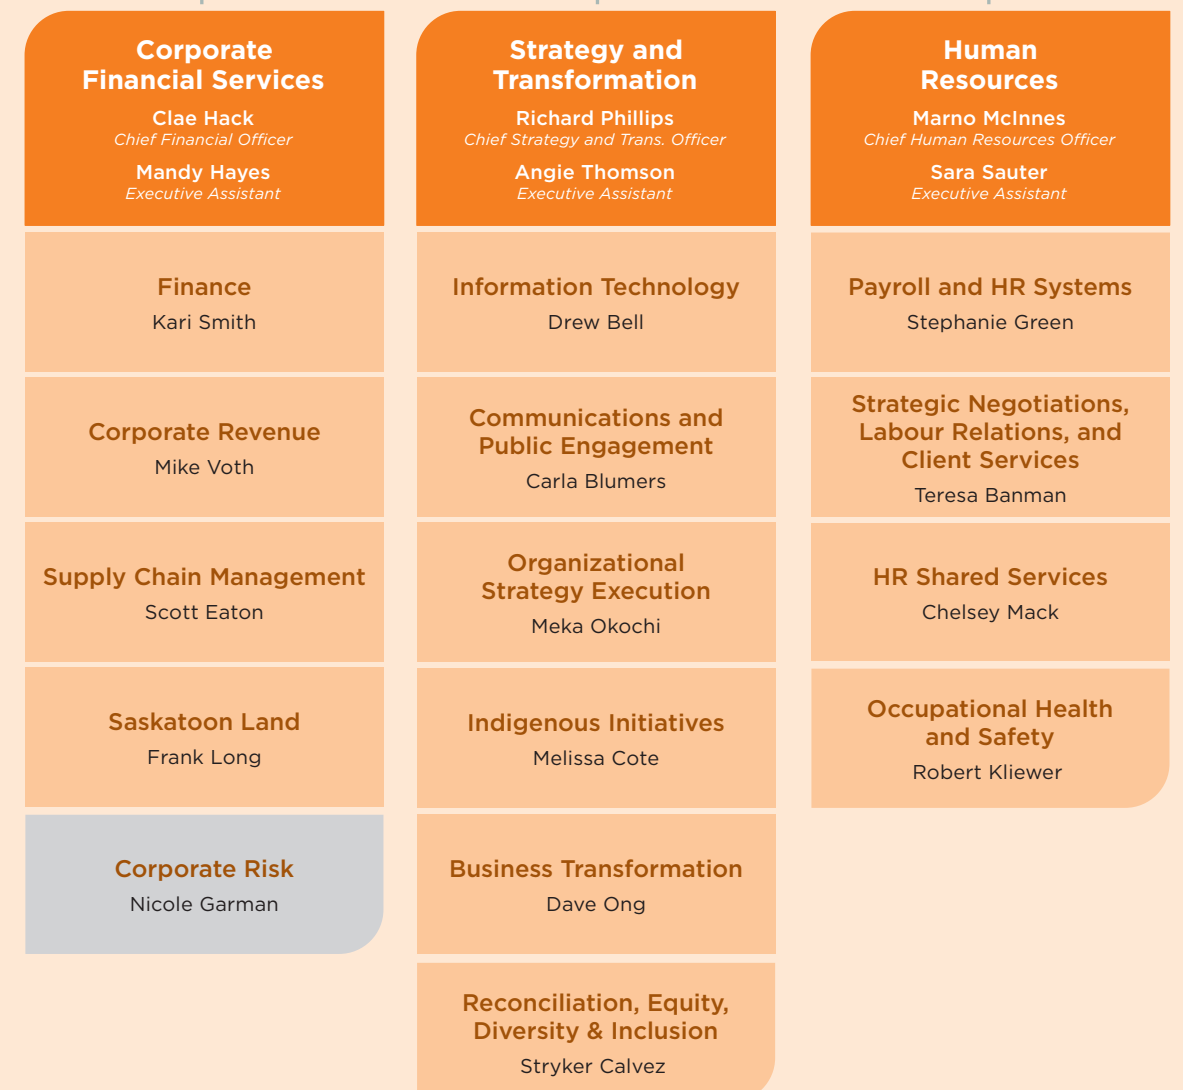 Corporate
Financial Services
Clae Hack
Chief Financial Officer
Mandy Hayes
Executive Assistant
Finance
Kari Smith
Corporate Revenue
Mike Voth
Supply Chain Management
Scott Eaton
Saskatoon Land
Frank Long
Corporate Risk
Nicole Garman
Strategy and
Transformation
Richard Phillips
Chief Strategy and Trans. Officer
Angie Thomson
Executive Assistant
Information Technology
Drew Bell
Communications and
Public Engagement
Carla Blumers
Organizational
Strategy Execution
Meka Okochi
Indigenous Initiatives
Melissa Cote
Business Transformation
Dave Ong
Reconciliation, Equity,
Diversity & Inclusion
Stryker Calvez
Human
Resources
Marno McInnes
Chief Human Resources Officer
Sara Sauter
Executive Assistant
Payroll and HR Systems
Stephanie Green
Strategic Negotiations,
Labour Relations, and
Client Services
Teresa Banman
HR Shared Services
Chelsey Mack
Occupational Health
and Safety
Robert Kliewer